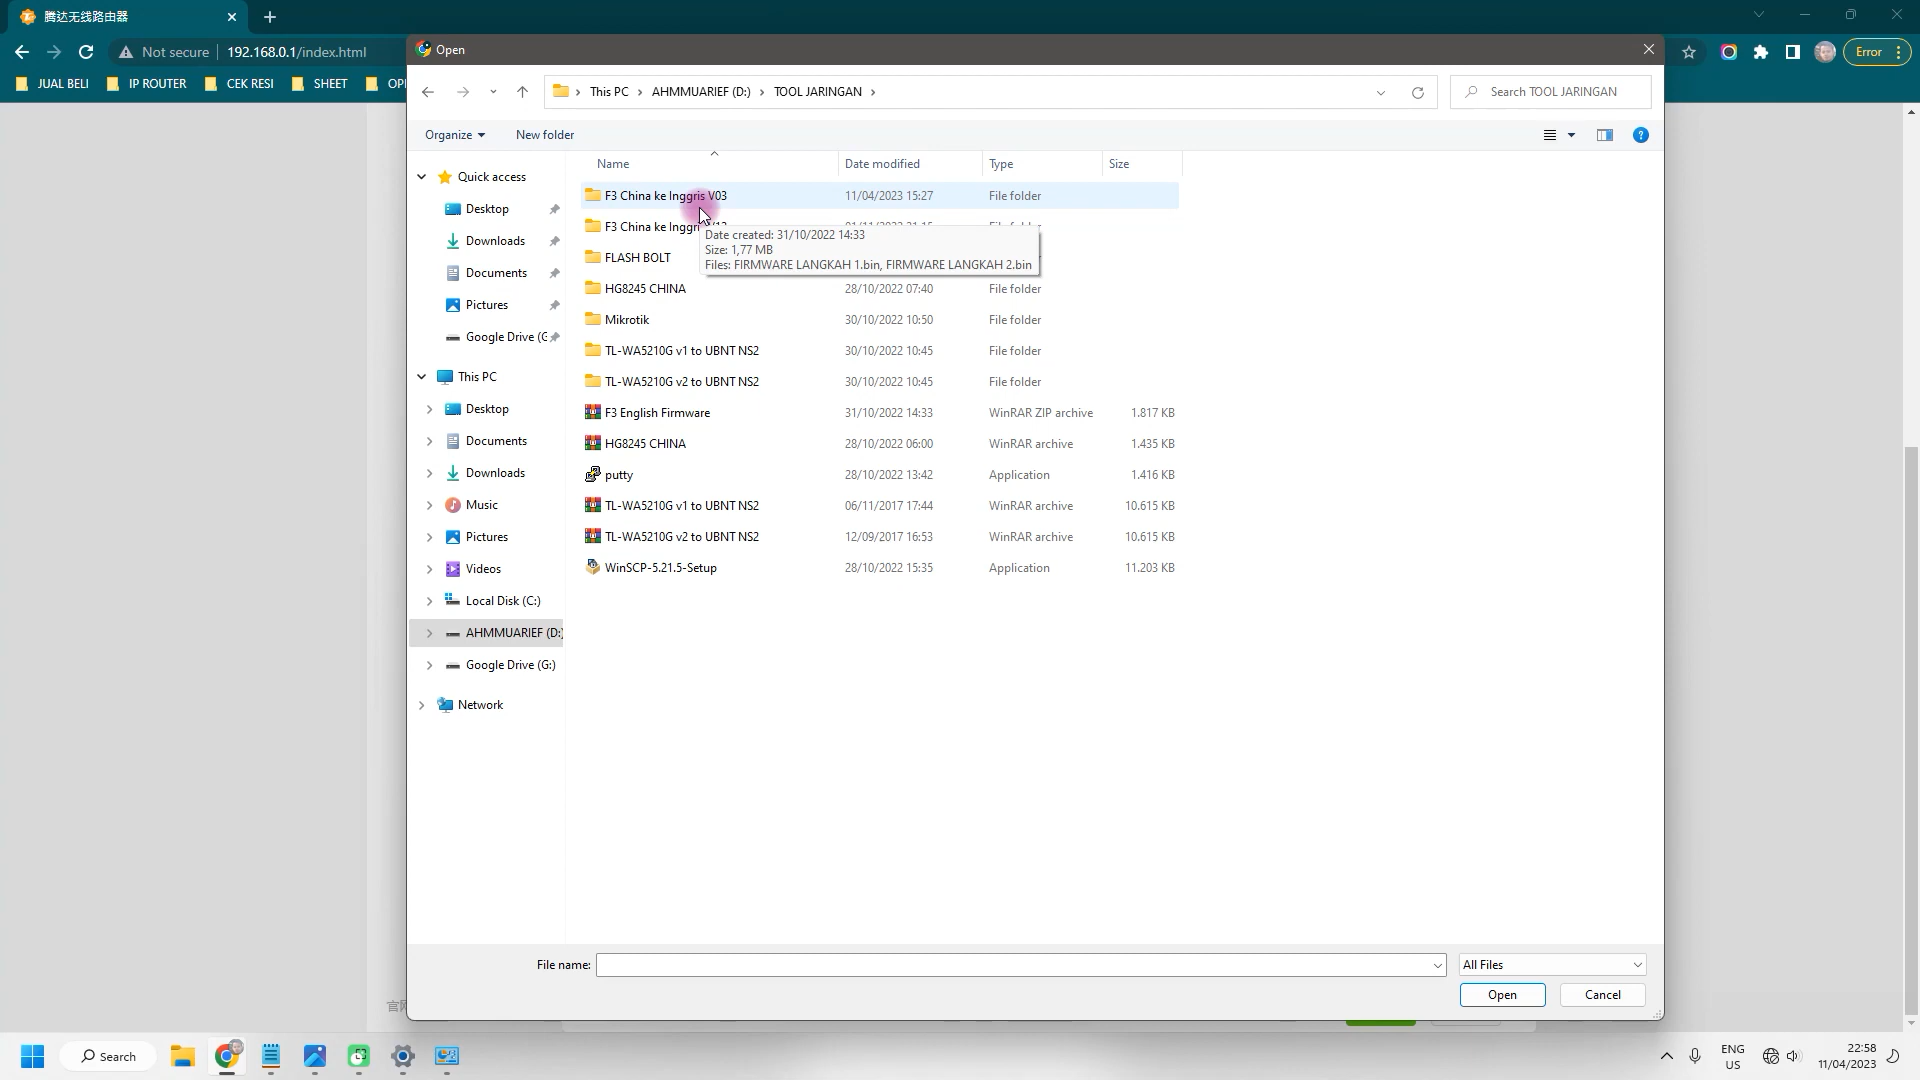 腾达无线路由器
Not secure
192.168.0.1/index.html
Error
JUAL BELI
IP ROUTER
CEK RESI
SHEET
Open
This PC > AHMMUARIEF (D:) > TOOL JARINGAN >
Search TOOL JARINGAN
Organize
New folder
Name Date modified Type Size
Quick access
Desktop
Downloads
Documents
Pictures
Google Drive (G
This PC
Desktop
Documents
Downloads
Music
Pictures
Videos
Local Disk (C:)
AHMMUARIEF (D:)
Google Drive (G:)
Network
F3 China ke Inggris V03 11/04/2023 15:27 File folder
F3 China ke Inggri
Date created: 31/10/2022 14:33
Size: 1,77 MB
Files: FIRMWARE LANGKAH 1.bin, FIRMWARE LANGKAH 2.bin
FLASH BOLT
HG8245 CHINA 28/10/2022 07:40 File folder
Mikrotik 30/10/2022 10:50 File folder
TL-WA5210G v1 to UBNT NS2 30/10/2022 10:45 File folder
TL-WA5210G v2 to UBNT NS2 30/10/2022 10:45 File folder
F3 English Firmware 31/10/2022 14:33 WinRAR ZIP archive 1.817 KB
HG8245 CHINA 28/10/2022 06:00 WinRAR archive 1.435 KB
putty 28/10/2022 13:42 Application 1.416 KB
TL-WA5210G v1 to UBNT NS2 06/11/2017 17:44 WinRAR archive 10.615 KB
TL-WA5210G v2 to UBNT NS2 12/09/2017 16:53 WinRAR archive 10.615 KB
WinSCP-5.21.5-Setup 28/10/2022 15:35 Application 11.203 KB
File name:
All Files
Open
Cancel
Search
ENG
US
22:58
11/04/2023